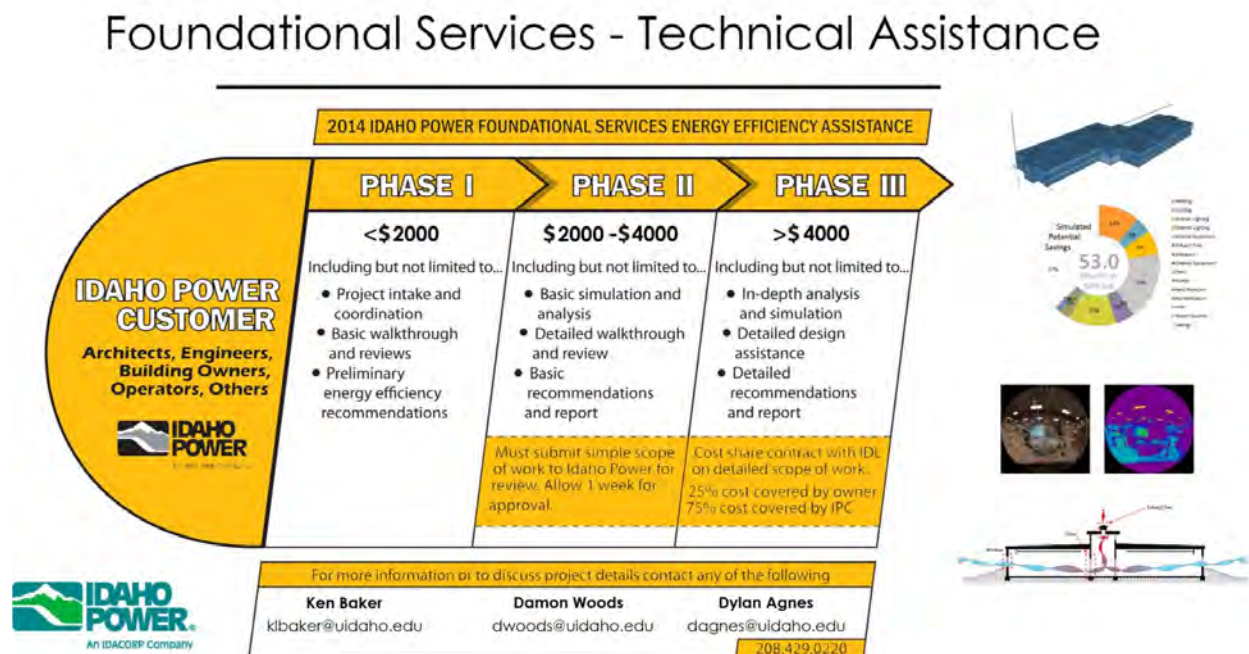 Foundational Services - Technical Assistance
2014 IDAHO POWER FOUNDATIONAL SERVICES ENERGY EFFICIENCY ASSISTANCE
IDAHO POWER
CUSTOMER
Architects, Engineers,
Building Owners,
Operators, Others
IDAHO
POWER
PHASE I
<$2000
Including but not limited to...
• Project intake and
coordination
• Basic walkthrough
and reviews
• Preliminary
energy efficiency
recommendations
PHASE II
$2000 -$4000
Including but not limited to...
• Basic simulation and
analysis
• Detailed walkthrough
and review
• Basic
recommendations
and report
Must submit simple scope
of work to Idaho Power for
review. Allow 1 week for
approval.
PHASE III
>$4000
Including but not limited to...
• In-depth analysis
and simulation
• Detailed design
assistance
• Detailed
recommendations
and report
Cost share contract with IDL
on detailed scope of work.
25% cost covered by owner
75% cost covered by IPC
Simulated
Potential
Savings
53.0
For more information or to discuss project details contact any of the following
Ken Baker
klbaker@uidaho.edu
Damon Woods
dwoods@uidaho.edu
Dylan Agnes
dagnes@uidaho.edu
208.429.0220
IDAHO
POWER®
An IDACORP Company